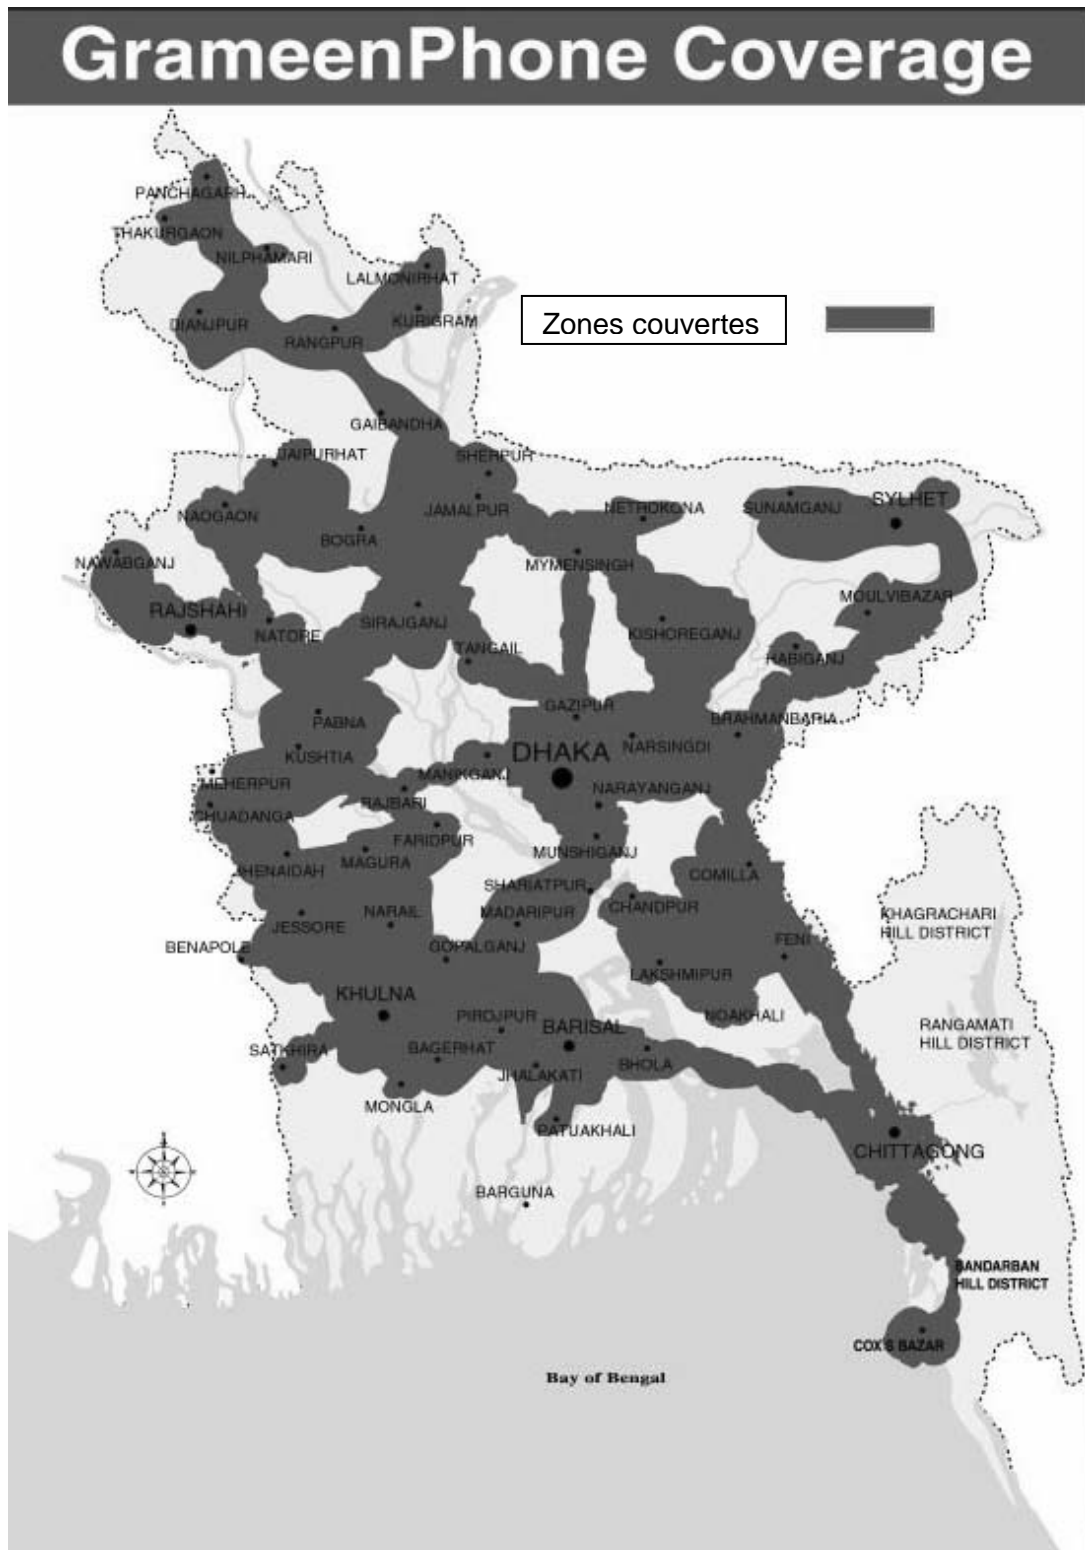 GrameenPhone Coverage
PANCHAGARH
THAKURGAON
NILPHAMARI
LALMONIRHAT
DIANJPUR
KURIGRAM
RANGPUR
Zones couvertes
GAIBANDHA
JAIPURHAT
SHERPUR
NAOGAON
JAMALPUR
NETROKONA
SUNAMGANJ
SYLHET
BOGRA
NAWABGANJ
MYMENSINGH
RAJSHAHI
MOULVIBAZAR
NATORE
SIRAJGANJ
KISHOREGANJ
TANGAIL
HABIGANJ
GAZIPUR
PABNA
BRAHMANBARIA
KUSHTIA
DHAKA
NARSINGDI
MEHERPUR
MANIKGANJ
NARAYANGANJ
RAJBARI
CHUADANGA
FARIDPUR
MAGURA
MUNSHIGANJ
JHENAIDAH
COMILLA
SHARIATPUR
NARAIL
MADARIPUR
CHANDPUR
KHAGRACHARI
HILL DISTRICT
JESSORE
BENAPOLE
GOPALGANJ
FENI
LAKSHMIPUR
KHULNA
PIROJPUR
NOAKHALI
BARISAL
RANGAMATI
HILL DISTRICT
SATKHIRA
BAGERHAT
BHOLA
JHALAKATI
MONGLA
PATUAKHALI
CHITTAGONG
BARGUNA
BANDARBAN
HILL DISTRICT
COX'S BAZAR
Bay of Bengal